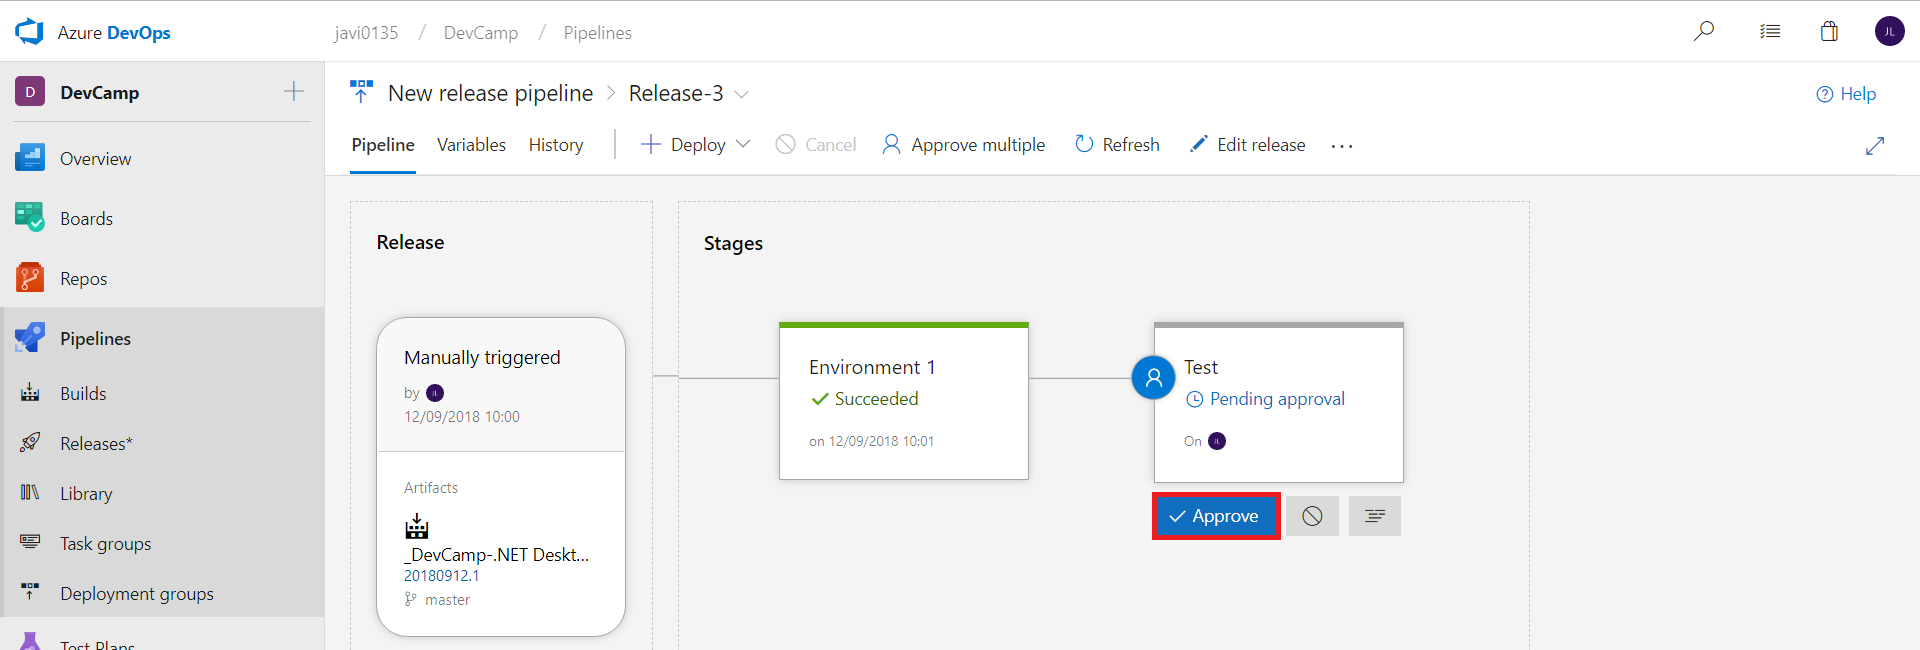 Azure DevOps
javi0135 / DevCamp / Pipelines
JL
D DevCamp
New release pipeline > Release-3
Help
Pipeline Variables History Deploy Cancel Approve multiple Refresh Edit release ...
Overview
Boards
Repos
Pipelines
Builds
Releases*
Library
Task groups
Deployment groups
Test Plans
Release
Manually triggered
by JL
12/09/2018 10:00
Artifacts
_DevCamp-.NET Deskt...
20180912.1
master
Stages
Environment 1
Succeeded
on 12/09/2018 10:01
Test
Pending approval
On JL
Approve